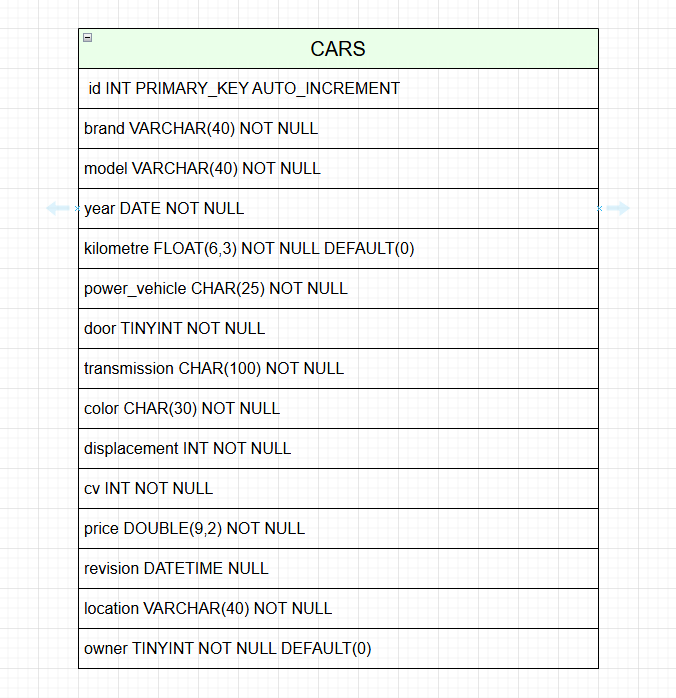 CARS
id INT PRIMARY_KEY AUTO_INCREMENT
brand VARCHAR(40) NOT NULL
model VARCHAR(40) NOT NULL
year DATE NOT NULL
kilometre FLOAT(6,3) NOT NULL DEFAULT(0)
power_vehicle CHAR(25) NOT NULL
door TINYINT NOT NULL
transmission CHAR(100) NOT NULL
color CHAR(30) NOT NULL
displacement INT NOT NULL
cv INT NOT NULL
price DOUBLE(9,2) NOT NULL
revision DATETIME NULL
location VARCHAR(40) NOT NULL
owner TINYINT NOT NULL DEFAULT(0)